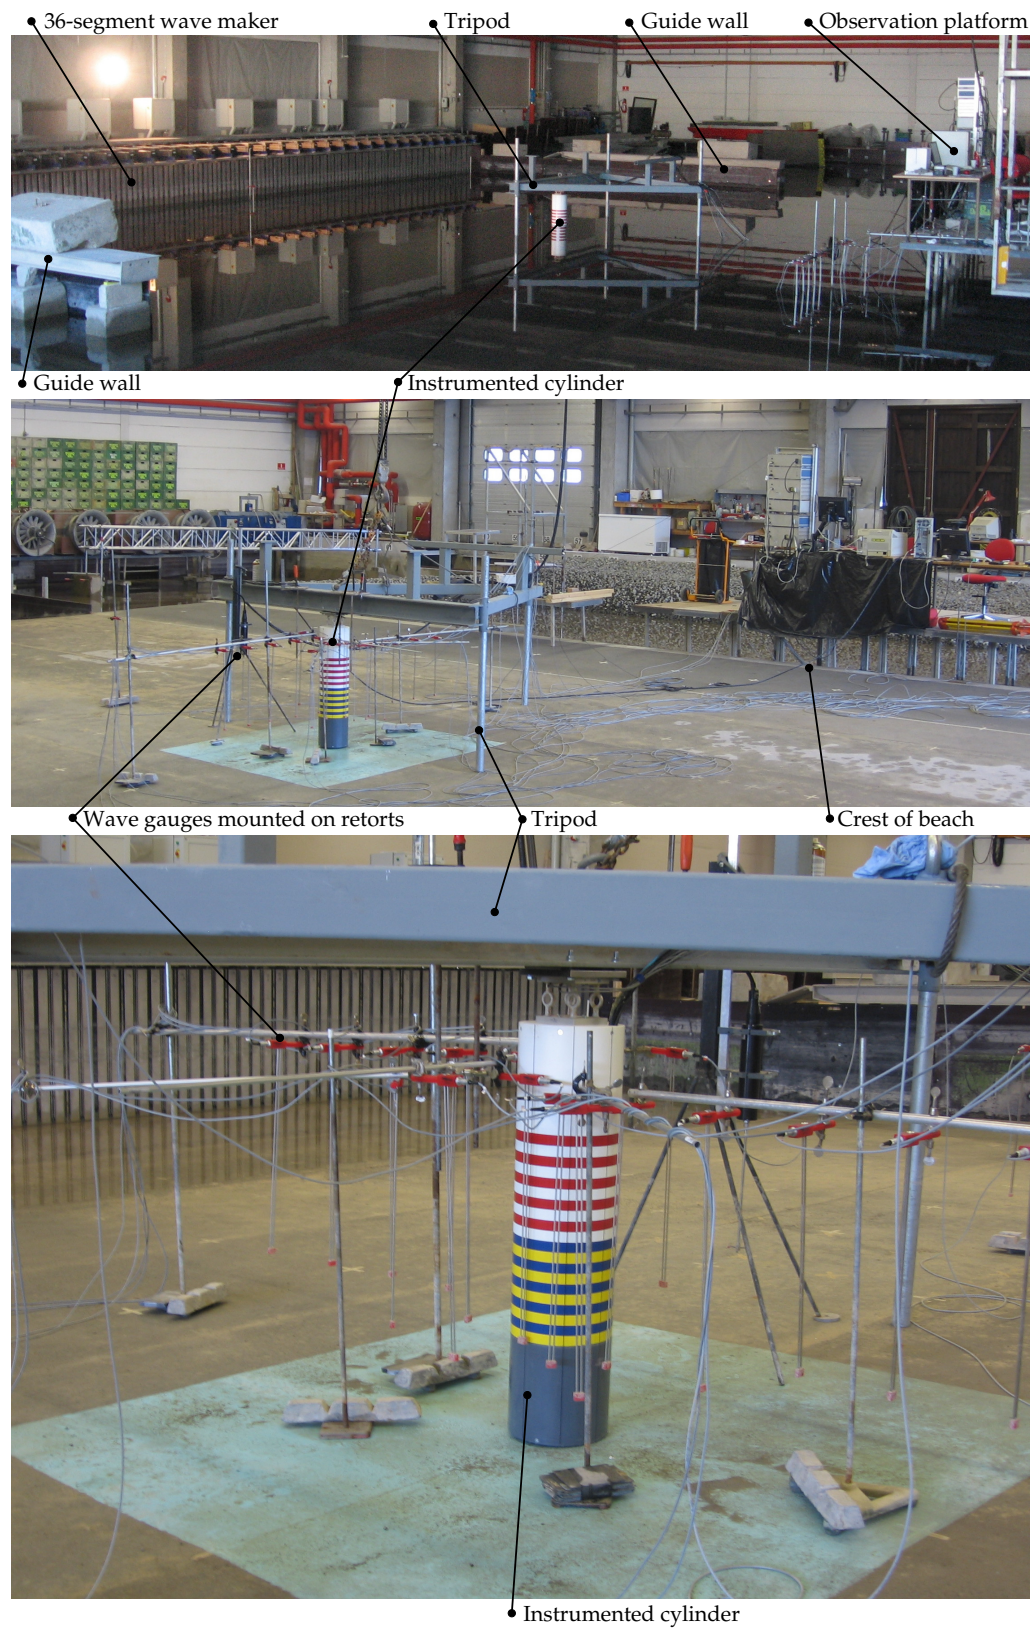 36-segment wave maker
Tripod
Guide wall
Observation platform
Guide wall
Instrumented cylinder
Wave gauges mounted on retorts
Tripod
Crest of beach
Instrumented cylinder